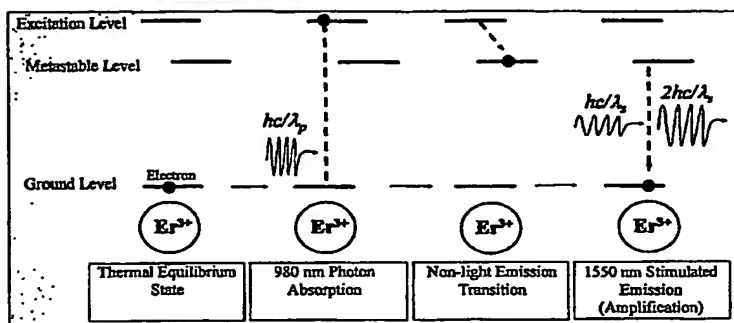 Excitation Level
Metastable Level
hc/λp
hc/λs
2hc/λs
Ground Level
Electron
Er³⁺
Er³⁺
Er³⁺
Er³⁺
Thermal Equilibrium
State
980 nm Photon
Absorption
Non-light Emission
Transition
1550 nm Stimulated
Emission
(Amplification)